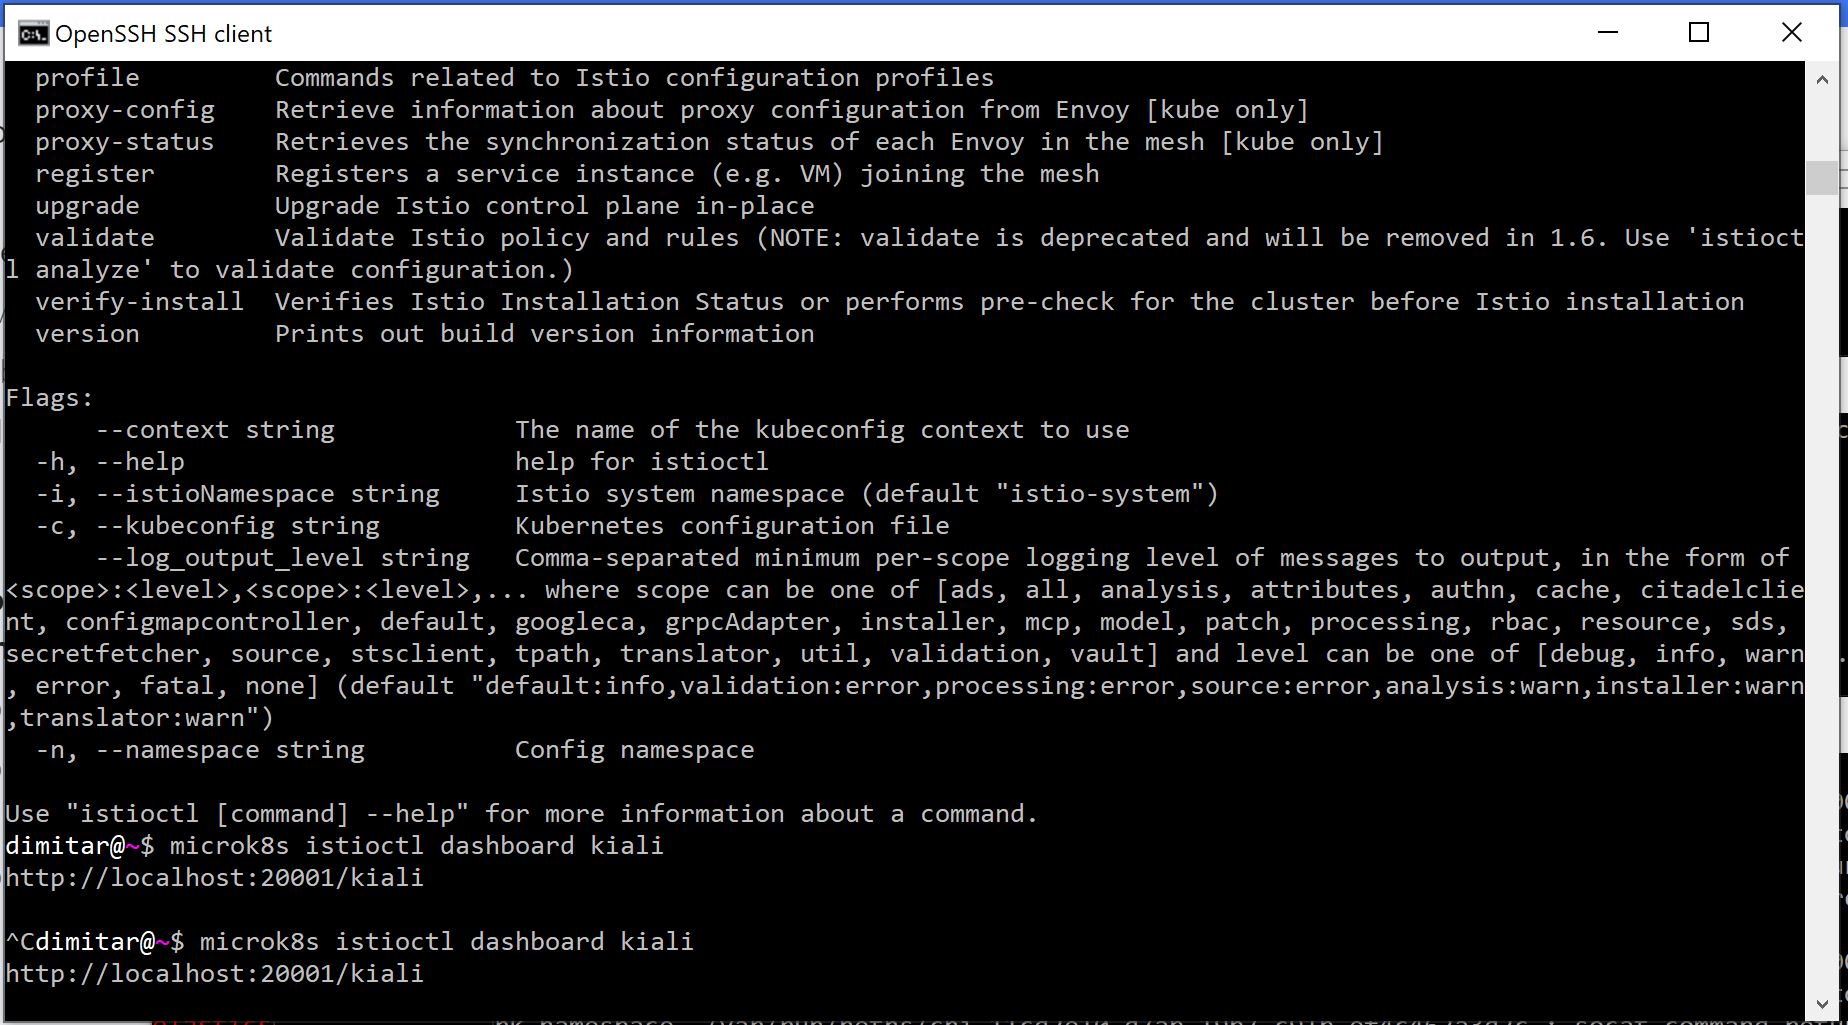 OpenSSH SSH client
profile Commands related to Istio configuration profiles
proxy-config Retrieve information about proxy configuration from Envoy [kube only]
proxy-status Retrieves the synchronization status of each Envoy in the mesh [kube only]
register Registers a service instance (e.g. VM) joining the mesh
upgrade Upgrade Istio control plane in-place
validate Validate Istio policy and rules (NOTE: validate is deprecated and will be removed in 1.6. Use 'istioct
l analyze' to validate configuration.)
verify-install Verifies Istio Installation Status or performs pre-check for the cluster before Istio installation
version Prints out build version information
Flags:
--context string The name of the kubeconfig context to use
-h, --help help for istioctl
-i, --istioNamespace string Istio system namespace (default "istio-system")
-c, --kubeconfig string Kubernetes configuration file
--log_output_level string Comma-separated minimum per-scope logging level of messages to output, in the form of
<scope>:<level>,<scope>:<level>,... where scope can be one of [ads, all, analysis, attributes, authn, cache, citadelclie
nt, configmapcontroller, default, googleca, grpcAdapter, installer, mcp, model, patch, processing, rbac, resource, sds,
secretfetcher, source, stsclient, tpath, translator, util, validation, vault] and level can be one of [debug, info, warn
, error, fatal, none] (default "default:info,validation:error,processing:error,source:error,analysis:warn,installer:warn
,translator:warn")
-n, --namespace string Config namespace
Use "istioctl [command] --help" for more information about a command.
dimitar@~$ microk8s istioctl dashboard kiali
http://localhost:20001/kiali
^Cdimitar@~$ microk8s istioctl dashboard kiali
http://localhost:20001/kiali